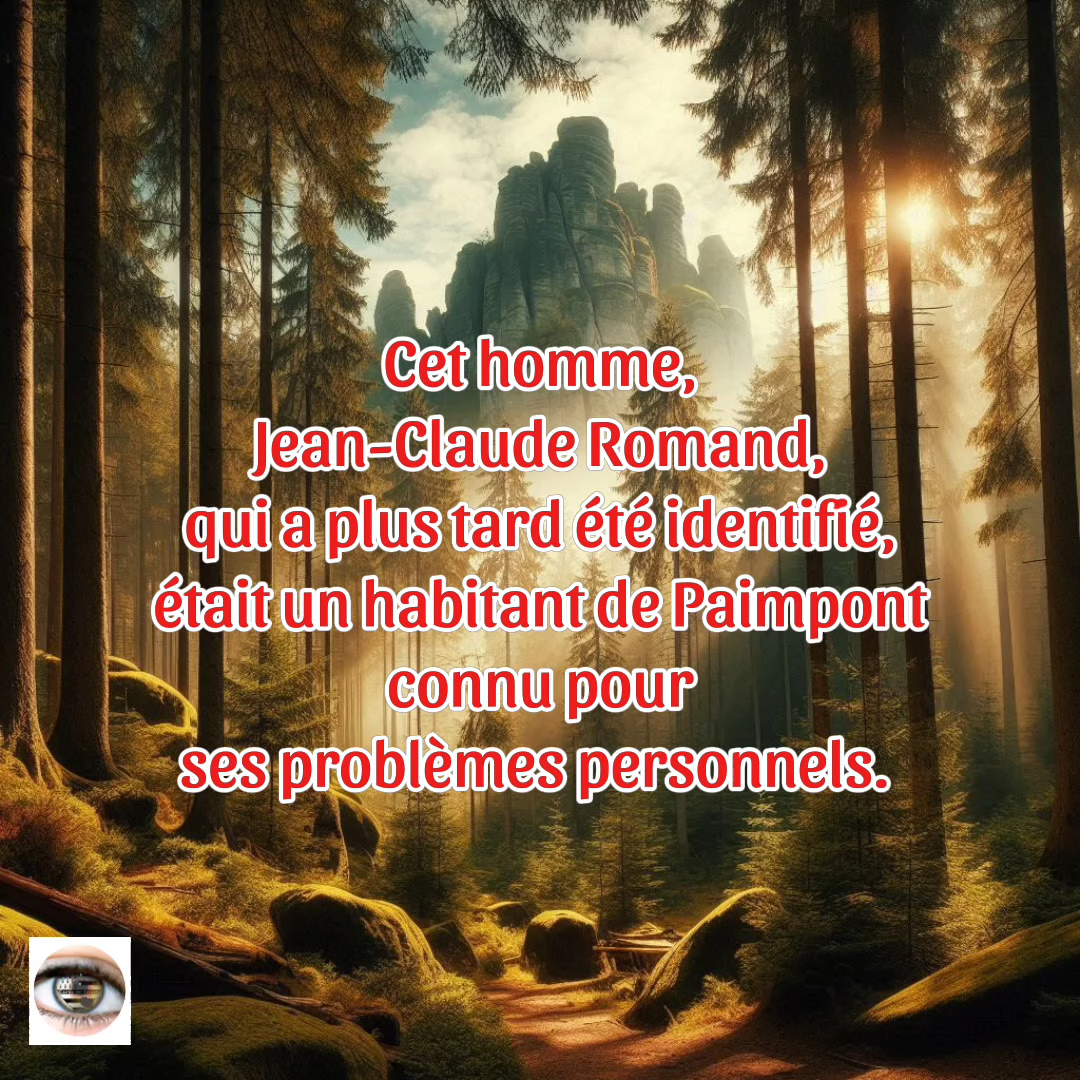 Cet homme,
Jean-Claude Romand,
qui a plus tard été identifié,
était un habitant de Paimpont
connu pour
ses problèmes personnels.